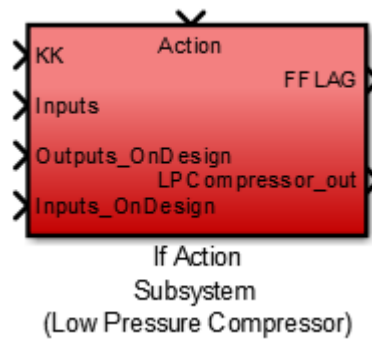 Action
KK
FFLAG
Inputs
Outputs_OnDesign
LPCompressor_out
Inputs_OnDesign
If Action
Subsystem
(Low Pressure Compressor)